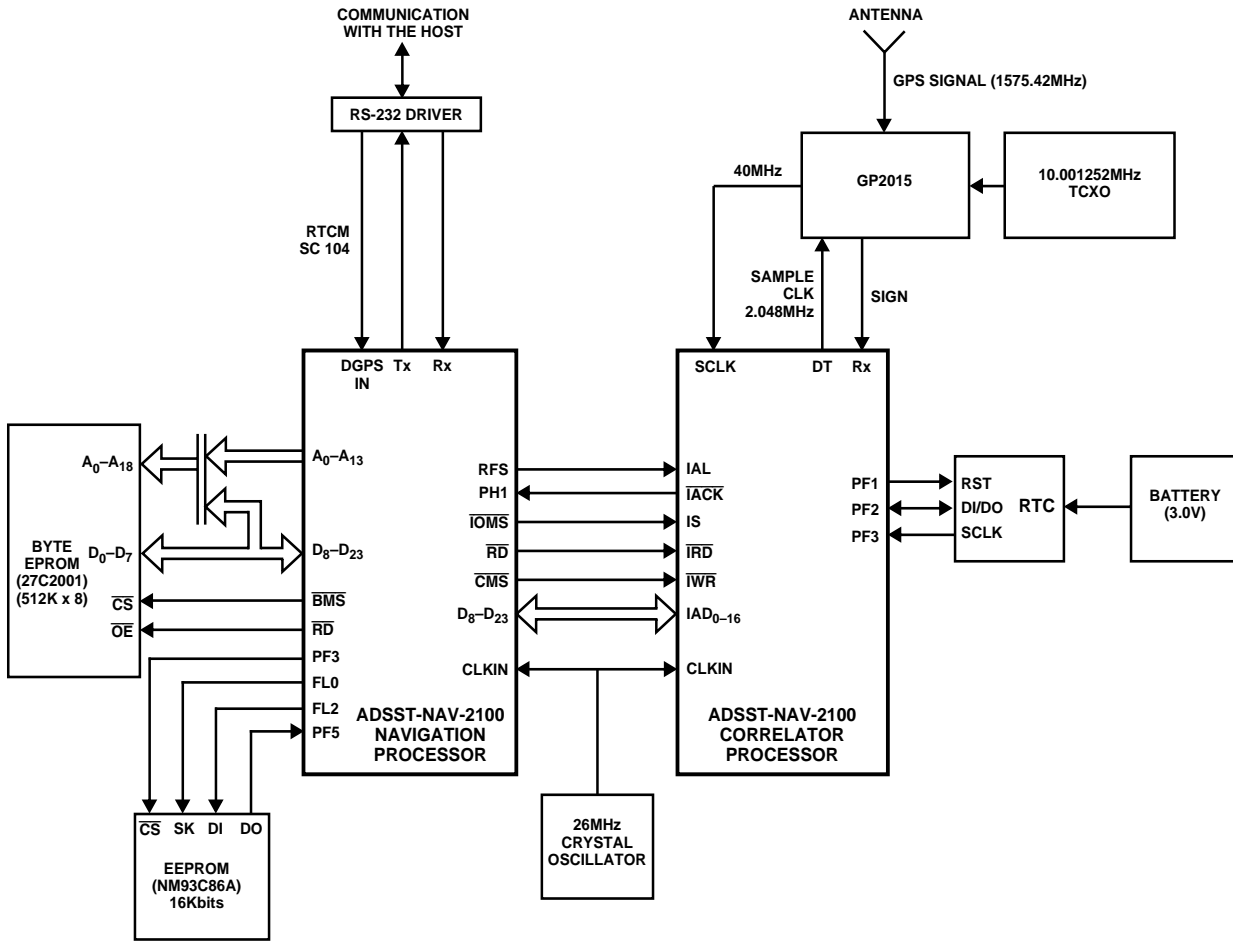 COMMUNICATION
WITH THE HOST
RS-232 DRIVER
RTCM
SC 104
ANTENNA
GPS SIGNAL (1575.42MHz)
40MHz
GP2015
10.001252MHz
TCXO
SAMPLE
CLK
2.048MHz
SIGN
DGPS
IN
Tx
Rx
A0–A13
D8–D23
BMS
RD
PF3
FL0
FL2
PF5
RFS
PH1
IOMS
RD
CMS
D8–D23
CLKIN
ADSST-NAV-2100
NAVIGATION
PROCESSOR
SCLK
DT
Rx
IAL
IACK
IS
IRD
IWR
IAD0–16
CLKIN
PF1
PF2
PF3
ADSST-NAV-2100
CORRELATOR
PROCESSOR
RST
DI/DO
SCLK
RTC
BATTERY
(3.0V)
A0–A18
D0–D7
CS
OE
BYTE
EPROM
(27C2001)
(512K x 8)
CS SK DI DO
EEPROM
(NM93C86A)
16Kbits
26MHz
CRYSTAL
OSCILLATOR